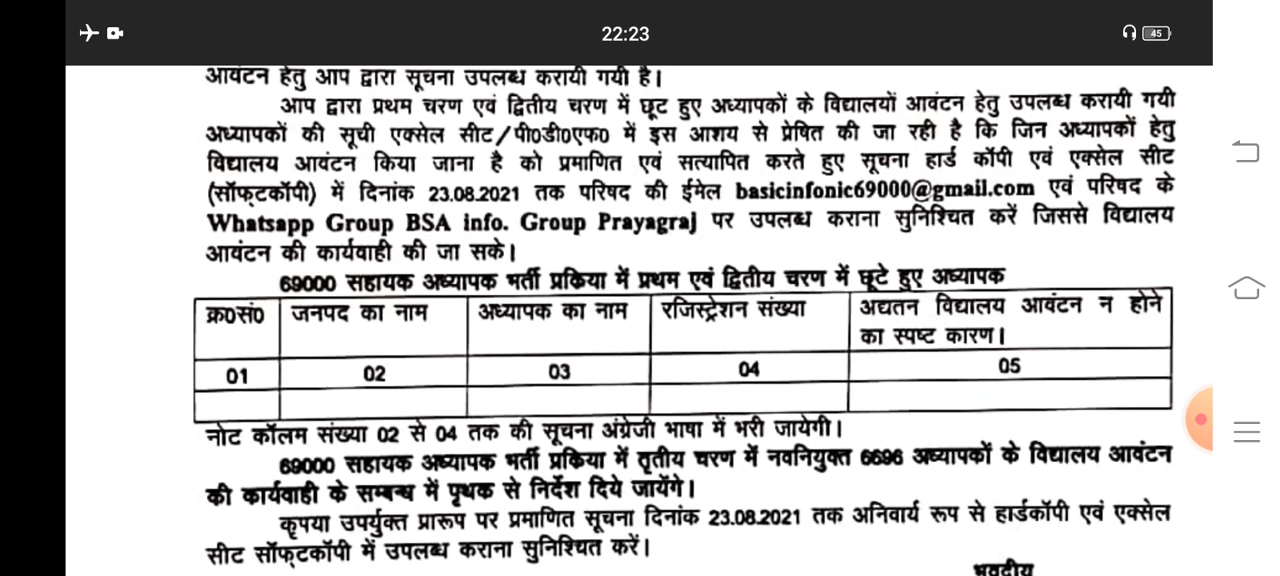 22:23
45
आवंटन हेतु आप द्वारा सूचना उपलब्ध करायी गयी है।
आप द्वारा प्रथम चरण एवं द्वितीय चरण में छूट हुए अध्यापकों के विद्यालयों आवंटन हेतु उपलब्ध करायी गयी
अध्यापकों की सूची एक्सेल सीट/पी0डी0एफ0 में इस आशय से प्रेषित की जा रही है कि जिन अध्यापकों हेतु
विद्यालय आवंटन किया जाना है को प्रमाणित एवं सत्यापित करते हुए सूचना हार्ड कॉपी एवं एक्सेल सीट
(सॉफ्टकॉपी) में दिनांक 23.08.2021 तक परिषद की ईमेल basicinfonic69000@gmail.com एवं परिषद के
Whatsapp Group BSA info. Group Prayagraj पर उपलब्ध कराना सुनिश्चित करें जिससे विद्यालय
आवंटन की कार्यवाही की जा सके।
69000 सहायक अध्यापक भर्ती प्रकिया में प्रथम एवं द्वितीय चरण में छूटे हुए अध्यापक
क्र0सं0 जनपद का नाम अध्यापक का नाम रजिस्ट्रेशन संख्या अद्यतन विद्यालय आवंटन न होने
का स्पष्ट कारण।
01 02 03 04 05
नोट कॉलम संख्या 02 से 04 तक की सूचना अंग्रेजी भाषा में भरी जायेगी।
69000 सहायक अध्यापक भर्ती प्रकिया में तृतीय चरण में नवनियुक्त 6696 अध्यापकों के विद्यालय आवंटन
की कार्यवाही के सम्बन्ध में पृथक से निर्देश दिये जायेंगे।
कृपया उपर्युक्त प्रारूप पर प्रमाणित सूचना दिनांक 23.08.2021 तक अनिवार्य रूप से हार्डकॉपी एवं एक्सेल
सीट सॉफ्टकॉपी में उपलब्ध कराना सुनिश्चित करें।
भवदीय